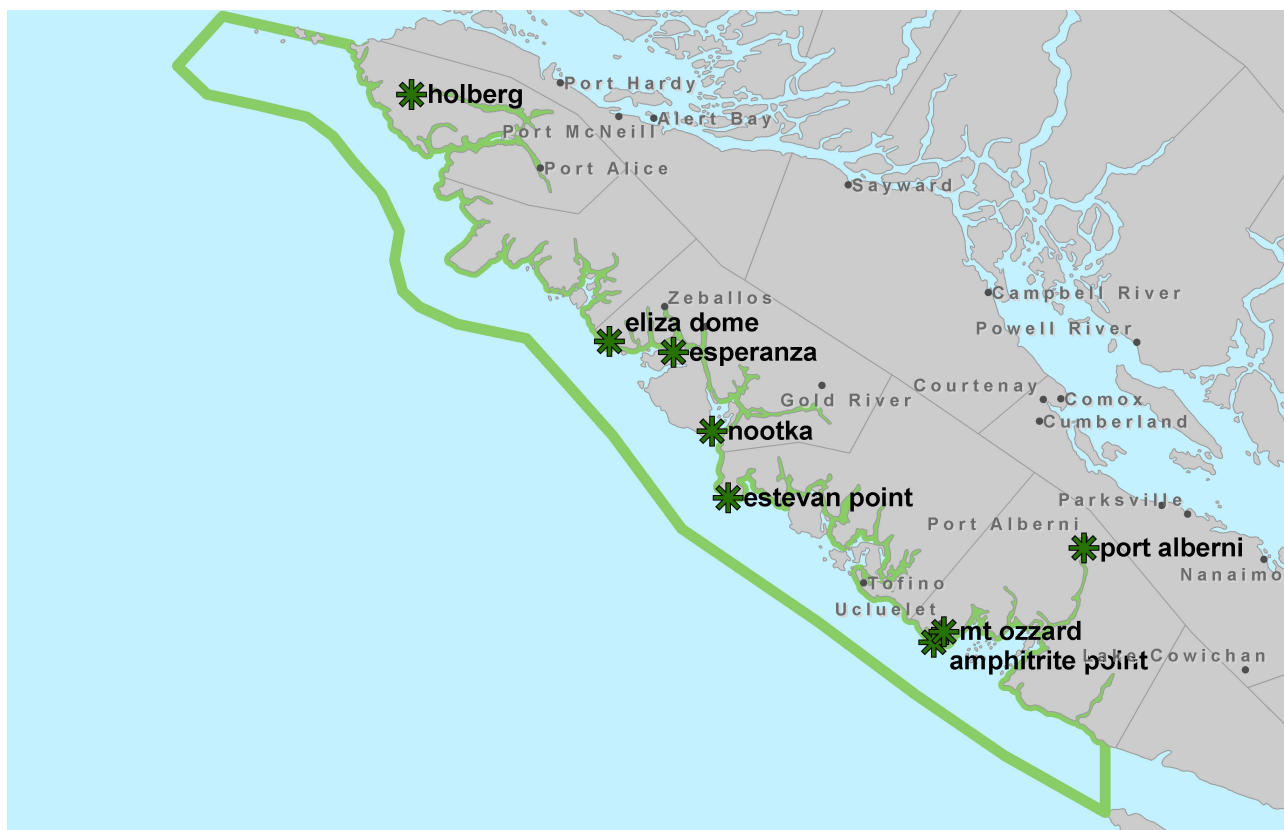 Port Hardy
holberg
Alert Bay
Port McNeill
Port Alice
Sayward
Zeballos
Campbell River
eliza dome
Powell River
esperanza
Courtenay
Gold River
Comox
Cumberland
nootka
estevan point
Parksville
Port Alberni
port alberni
Nanaimo
Tofino
Ucluelet
mt ozzard
Lake Cowichan
amphitrite point